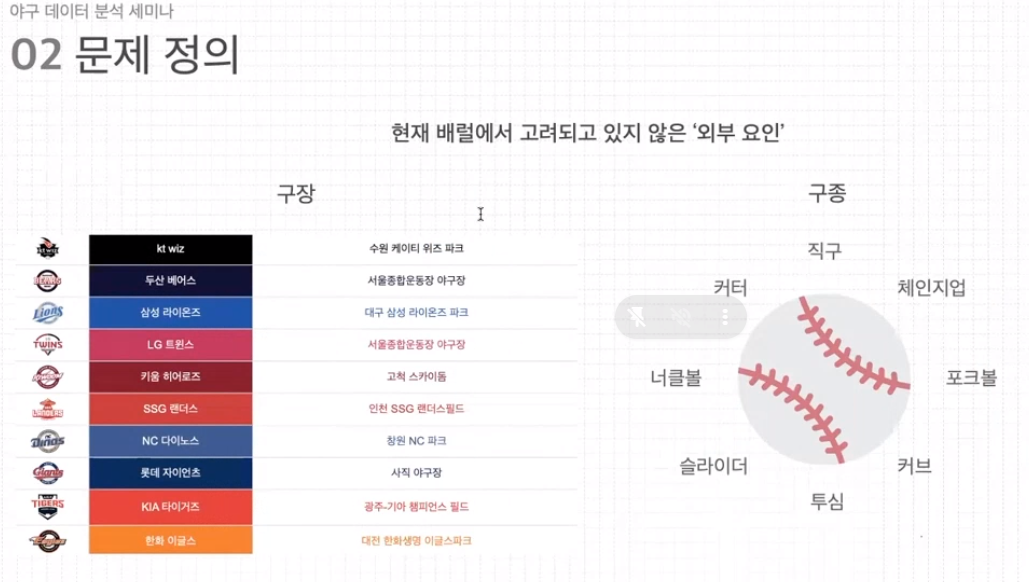 야구 데이터 분석 세미나
02 문제 정의
현재 배럴에서 고려되고 있지 않은 ‘외부 요인’
구장
kt wiz 수원 케이티 위즈 파크
두산 베어스 서울종합운동장 야구장
Lions 삼성 라이온즈 대구 삼성 라이온즈 파크
TWINS LG 트윈스 서울종합운동장 야구장
키움 히어로즈 고척 스카이돔
LANDERS SSG 랜더스 인천 SSG 랜더스필드
Dinos NC 다이노스 창원 NC 파크
Giants 롯데 자이언츠 사직 야구장
TIGERS KIA 타이거즈 광주-기아 챔피언스 필드
한화 이글스 대전 한화생명 이글스파크
구종
직구
커터 체인지업
너클볼 포크볼
슬라이더 커브
투심